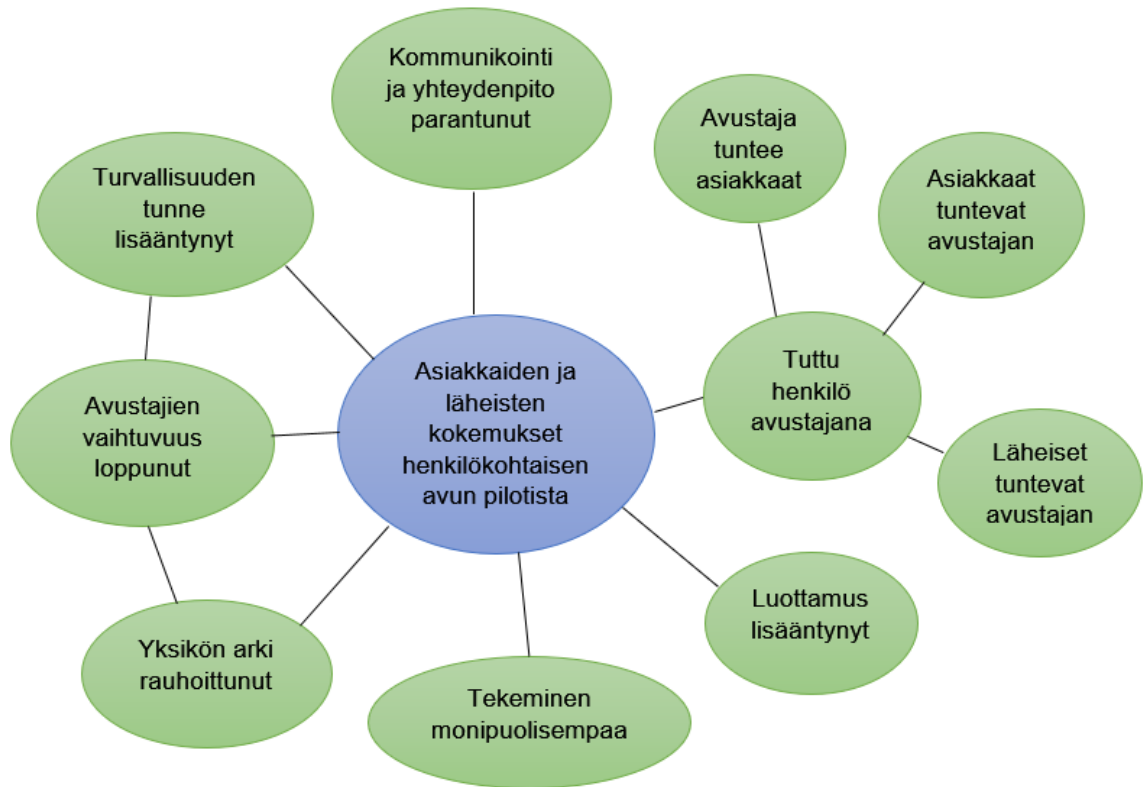 Kommunikointi
ja yhteydenpito
parantunut
Avustaja
tuntee
asiakkaat
Turvallisuuden
tunne
lisääntynyt
Asiakkaat
tuntevat
avustajan
Asiakkaiden ja
läheisten
kokemukset
henkilökohtaisen
avun pilotista
Tuttu
henkilö
avustajana
Avustajien
vaihtuvuus
loppunut
Läheiset
tuntevat
avustajan
Luottamus
lisääntynyt
Yksikön arki
rauhoittunut
Tekeminen
monipuolisempaa